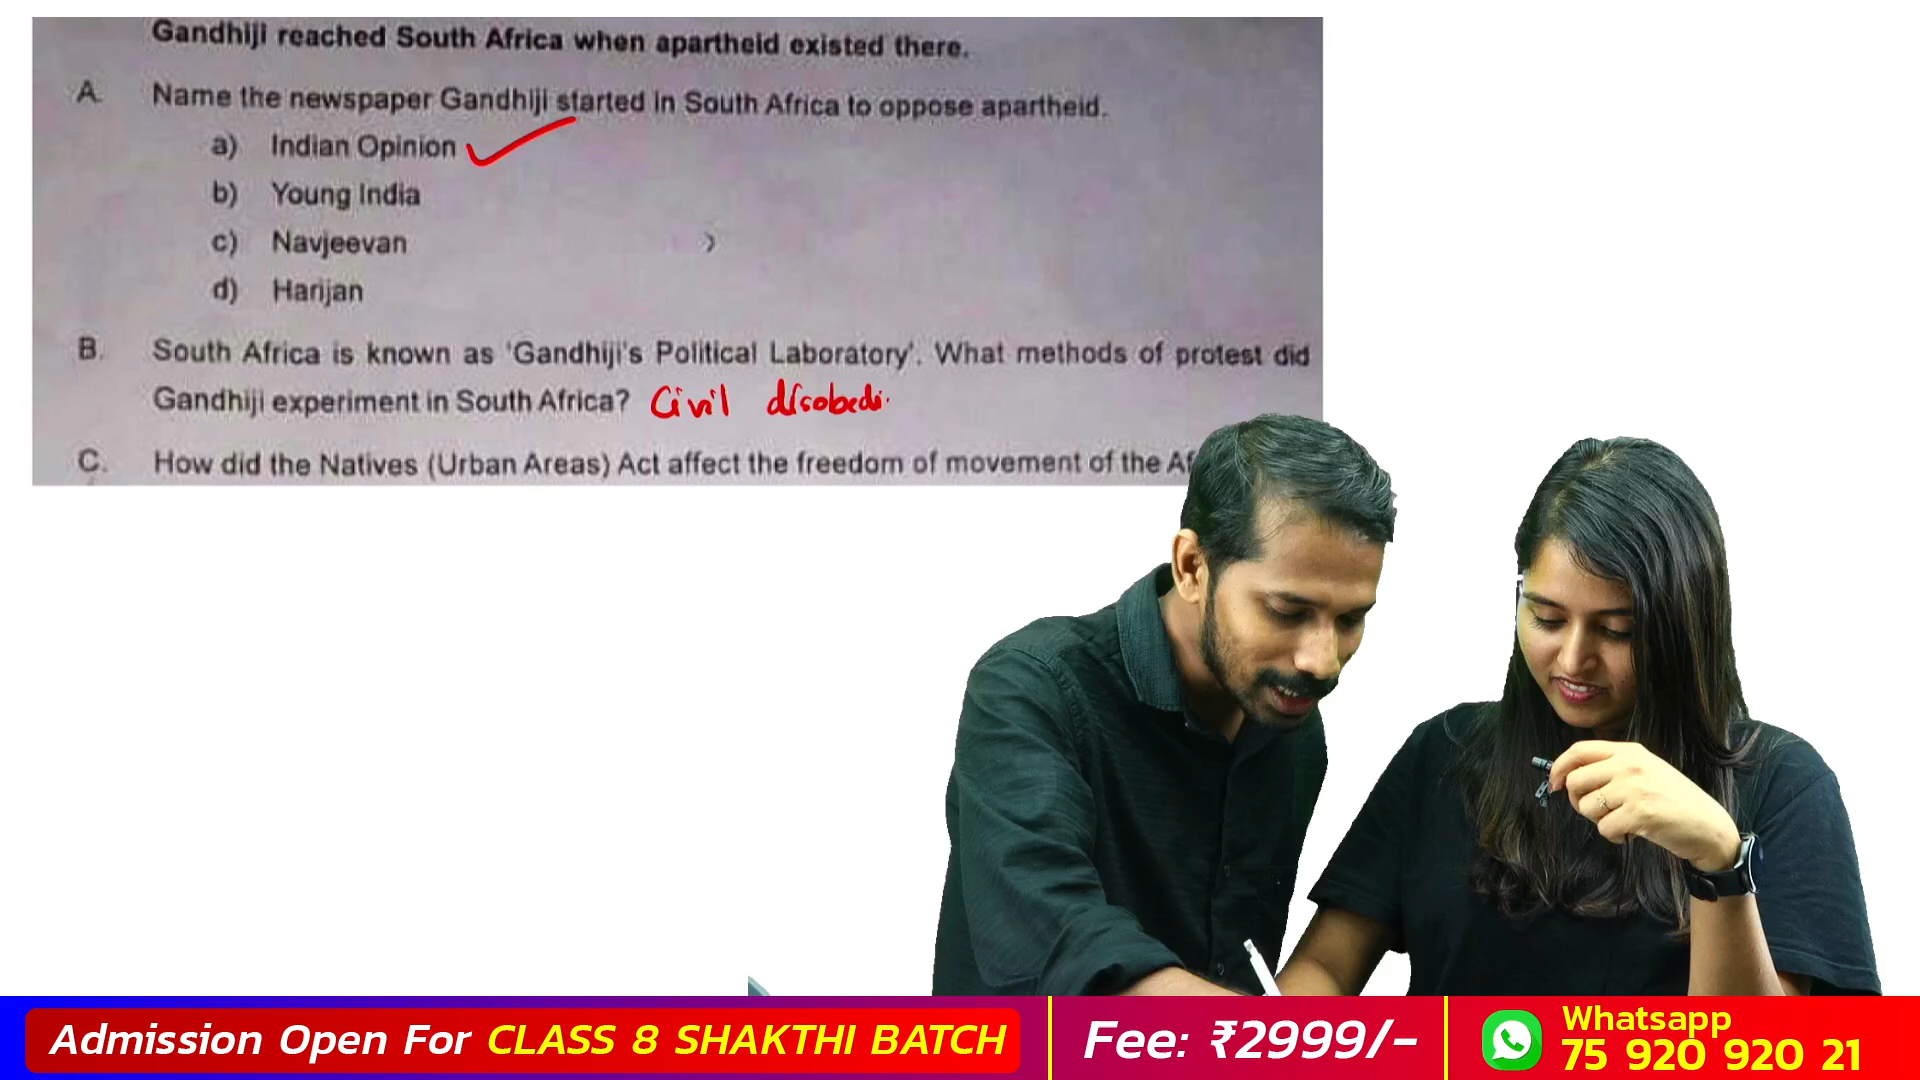 Gandhiji reached South Africa when apartheid existed there.
A. Name the newspaper Gandhiji started in South Africa to oppose apartheid.
a) Indian Opinion
b) Young India
c) Navjeevan
d) Harijan
B. South Africa is known as 'Gandhiji's Political Laboratory'. What methods of protest did
Gandhiji experiment in South Africa? Civil disobedi
C. How did the Natives (Urban Areas) Act affect the freedom of movement of the Af
Admission Open For CLASS 8 SHAKTHI BATCH
Fee: ₹2999/-
Whatsapp
75 920 920 21